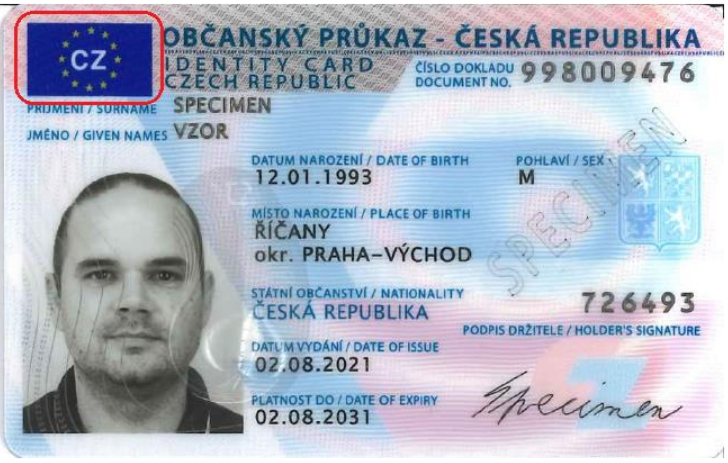 CZ
OBČANSKÝ PRŮKAZ - ČESKÁ REPUBLIKA
IDENTITY CARD
CZECH REPUBLIC
ČÍSLO DOKLADU
DOCUMENT NO.
998009476
PŘÍJMENÍ / SURNAME SPECIMEN
JMÉNO / GIVEN NAMES VZOR
DATUM NAROZENÍ / DATE OF BIRTH
12.01.1993
POHLAVÍ / SEX
M
MÍSTO NAROZENÍ / PLACE OF BIRTH
ŘÍČANY
okr. PRAHA-VÝCHOD
SPECIMEN
STÁTNÍ OBČANSTVÍ / NATIONALITY
ČESKÁ REPUBLIKA
726493
PODPIS DRŽITELE / HOLDER'S SIGNATURE
DATUM VYDÁNÍ / DATE OF ISSUE
02.08.2021
PLATNOST DO / DATE OF EXPIRY
02.08.2031
Specimen